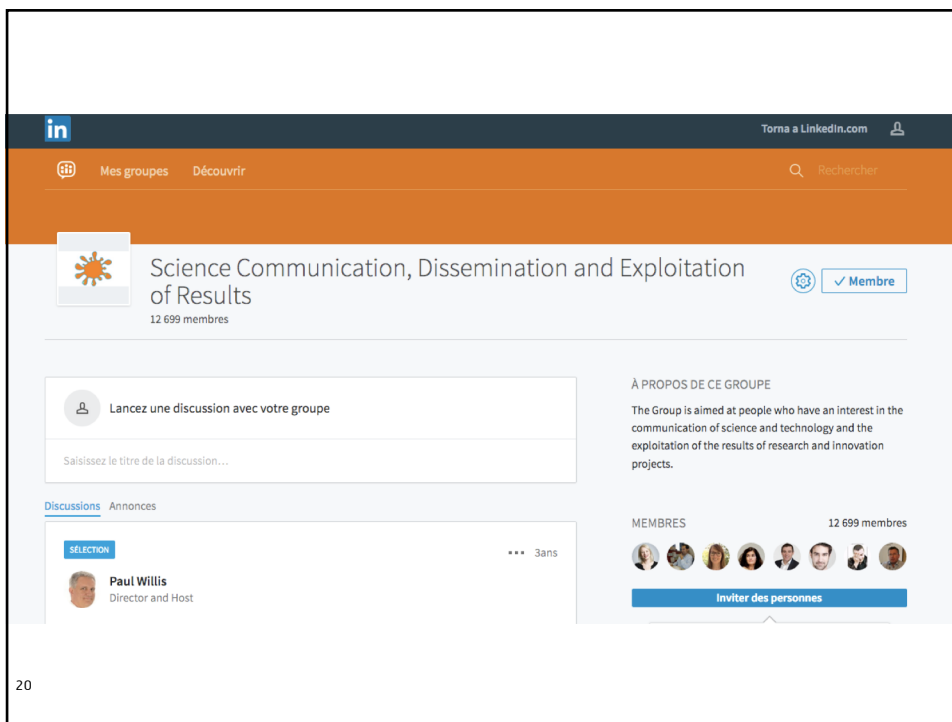 in
Torna a LinkedIn.com
Mes groupes Découvrir
Rechercher
Science Communication, Dissemination and Exploitation
of Results
12 699 membres
Membre
Lancez une discussion avec votre groupe
Saisissez le titre de la discussion...
Discussions Annonces
SÉLECTION
3ans
Paul Willis
Director and Host
À PROPOS DE CE GROUPE
The Group is aimed at people who have an interest in the
communication of science and technology and the
exploitation of the results of research and innovation
projects.
MEMBRES 12 699 membres
Inviter des personnes
20